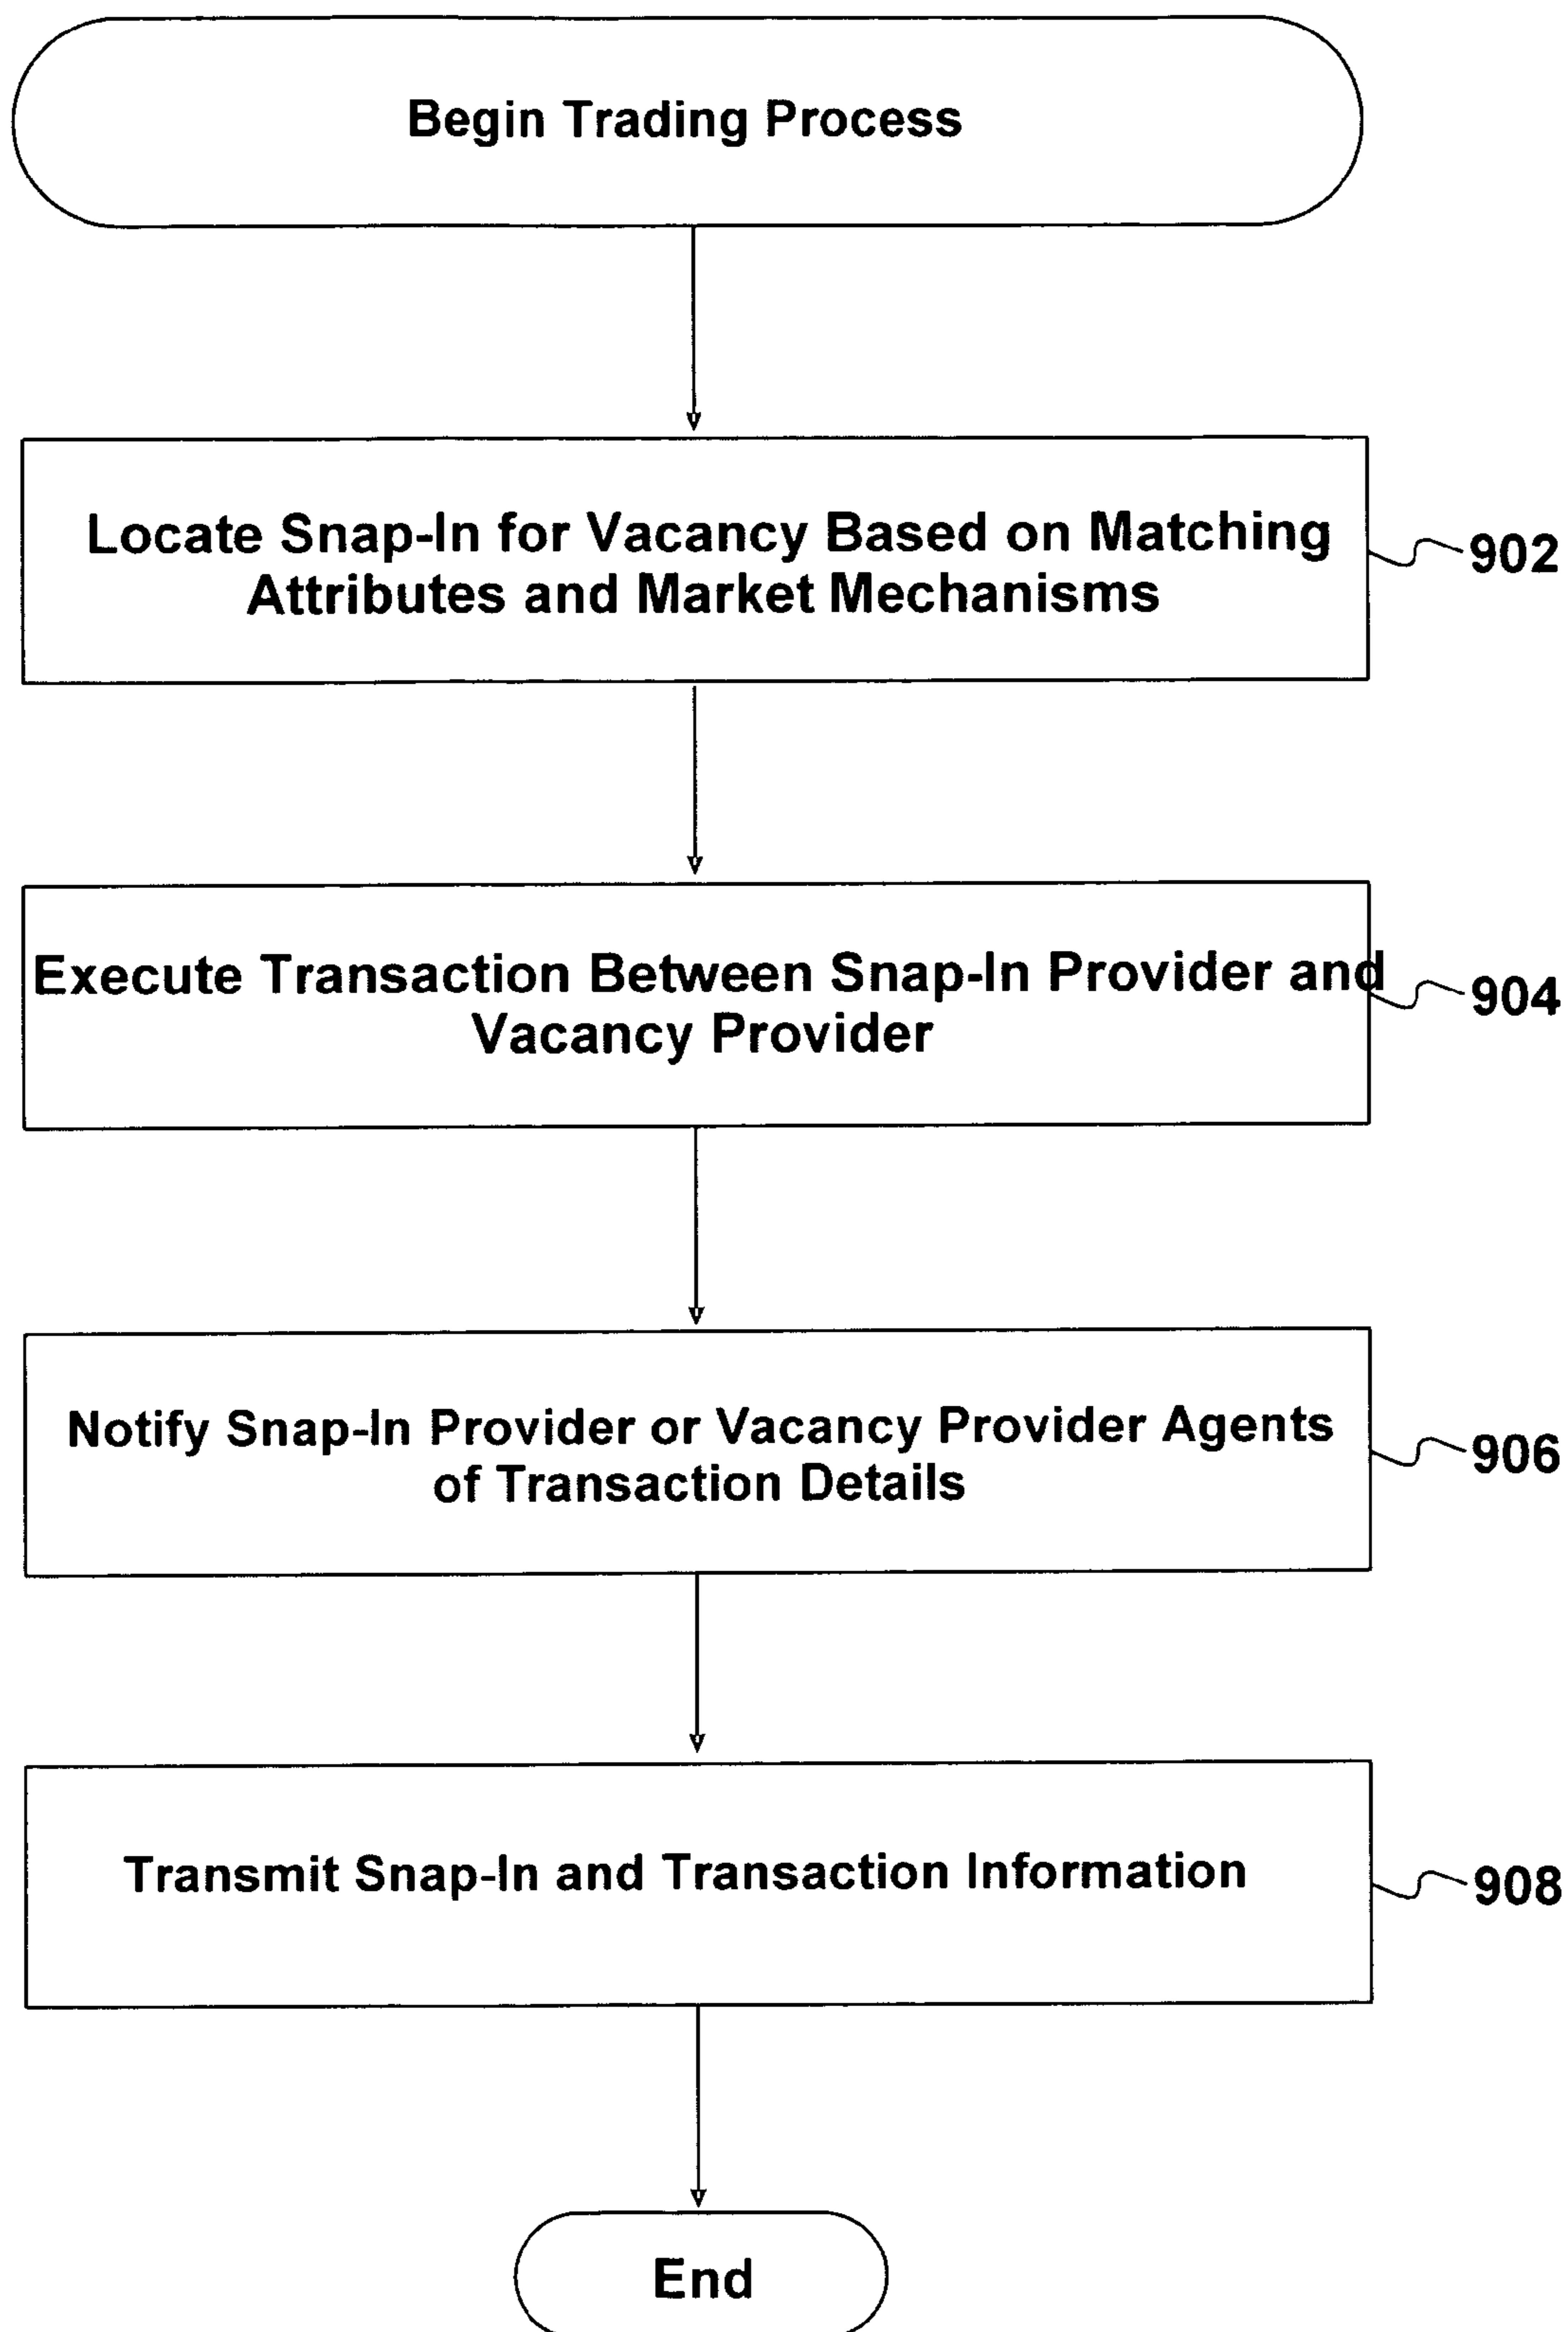 Begin Trading Process
Locate Snap-In for Vacancy Based on Matching
Attributes and Market Mechanisms
902
Execute Transaction Between Snap-In Provider and
Vacancy Provider
904
Notify Snap-In Provider or Vacancy Provider Agents
of Transaction Details
906
Transmit Snap-In and Transaction Information
908
End